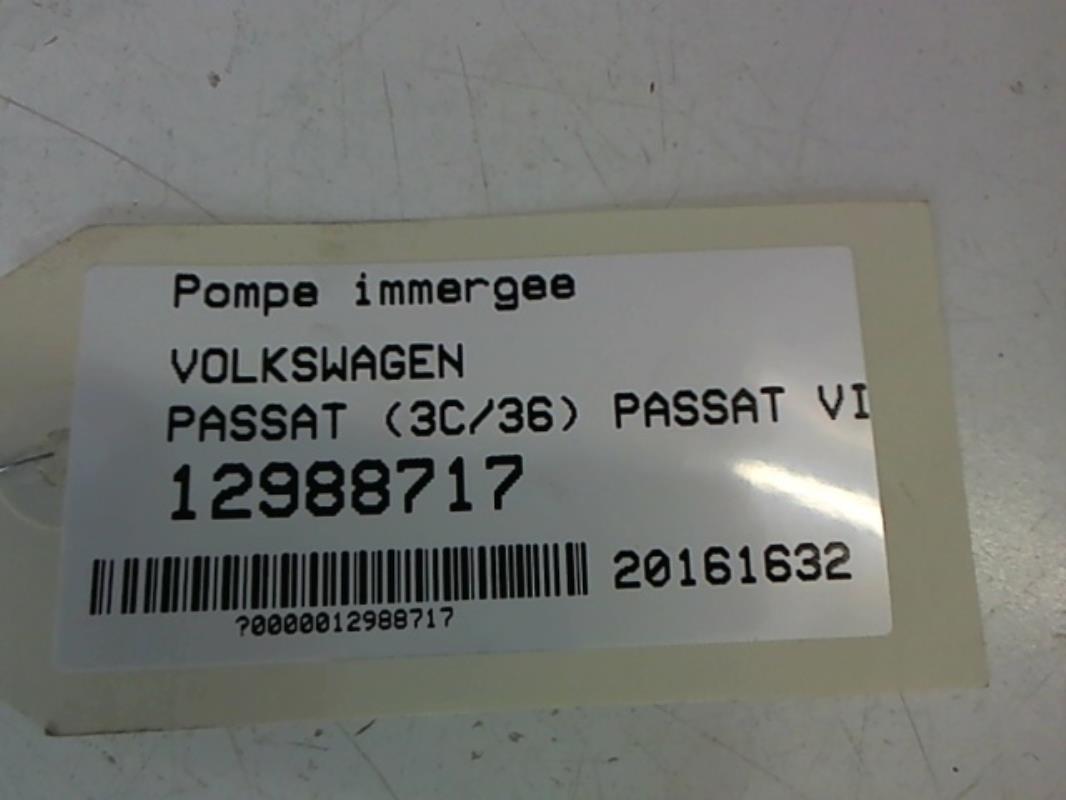 Pompe immergee
VOLKSWAGEN
PASSAT (3C/36) PASSAT VI
12988717
20161632
?0000012988717